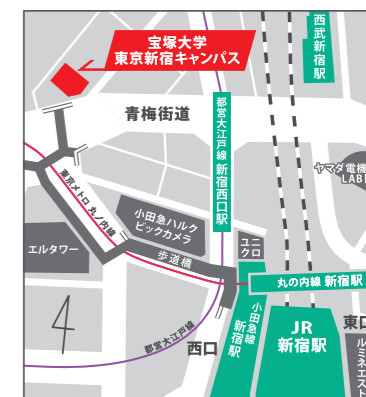 宝塚大学
東京新宿キャンパス
西武新宿駅
青梅街道
都営大江戸線 新宿西口駅
ヤマダ電機
LABI
東京メトロ 丸ノ内線
小田急ハルク
ビックカメラ
歩道橋
ユニ
クロ
エルタワー
丸の内線 新宿駅
小田急線
新宿駅
JR
新宿駅
東口
ルミネエスト
都営大江戸線
西口
4